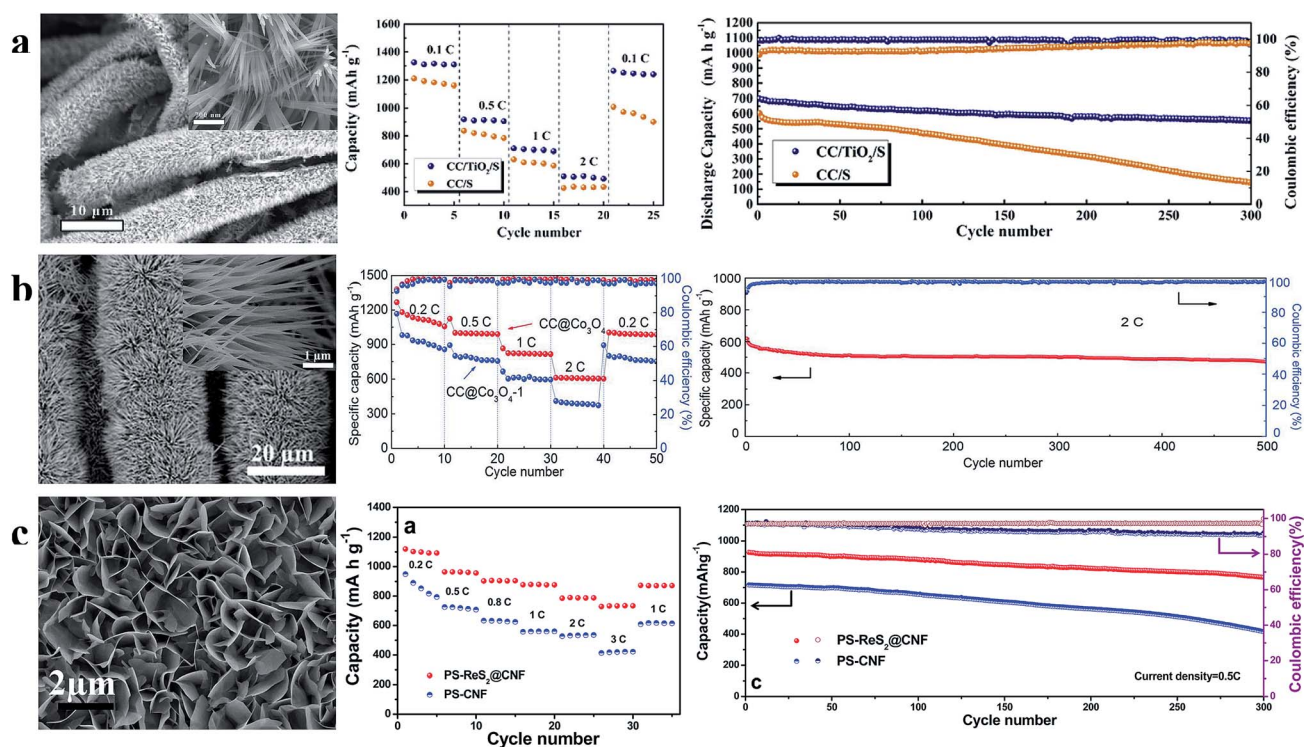 a
10 µm
Capacity (mAh g⁻¹)
1600
1400
1200
1000
800
600
400
0.1 C
0.5 C
1 C
2 C
0.1 C
CC/TiO₂/S
CC/S
0 5 10 15 20 25
Cycle number
Discharge Capacity (mA h g⁻¹)
1200
1100
1000
900
800
700
600
500
400
300
200
100
0
CC/TiO₂/S
CC/S
100
80
60
40
20
0
Coulombic efficiency (%)
0 50 100 150 200 250 300
Cycle number
b
1 µm
20 µm
Specific capacity (mAh g⁻¹)
1500
1200
900
600
300
0
0.2 C
0.5 C
CC@Co₃O₄
1 C
2 C
0.2 C
CC@Co₃O₄-1
100
80
60
40
20
0
Coulombic efficiency (%)
0 10 20 30 40 50
Cycle number
Specific capacity (mAh g⁻¹)
1000
800
600
400
200
0
2 C
100
80
60
40
20
0
Coulombic efficiency (%)
0 100 200 300 400 500
Cycle number
c
2µm
a
Capacity (mA h g⁻¹)
1400
1200
1000
800
600
400
200
0
0.2 C
0.5 C
0.8 C
1 C
2 C
3 C
1 C
PS-ReS₂@CNF
PS-CNF
0 10 20 30
Cycle number
Capacity(mAhg⁻¹)
1200
1000
800
600
400
200
0
PS-ReS₂@CNF
PS-CNF
Current density=0.5C
c
100
80
60
40
20
0
Coulombic efficiency(%)
0 50 100 150 200 250 300
Cycle number